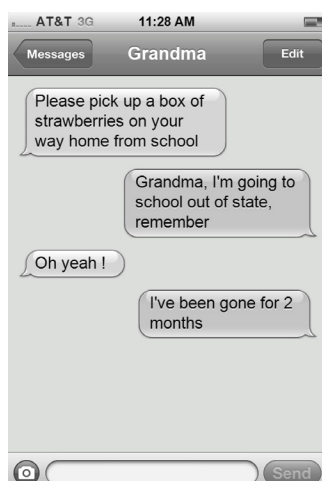 AT&T 3G 11:28 AM
Messages Grandma Edit
Please pick up a box of
strawberries on your
way home from school
Grandma, I'm going to
school out of state,
remember
Oh yeah !
I've been gone for 2
months
Send